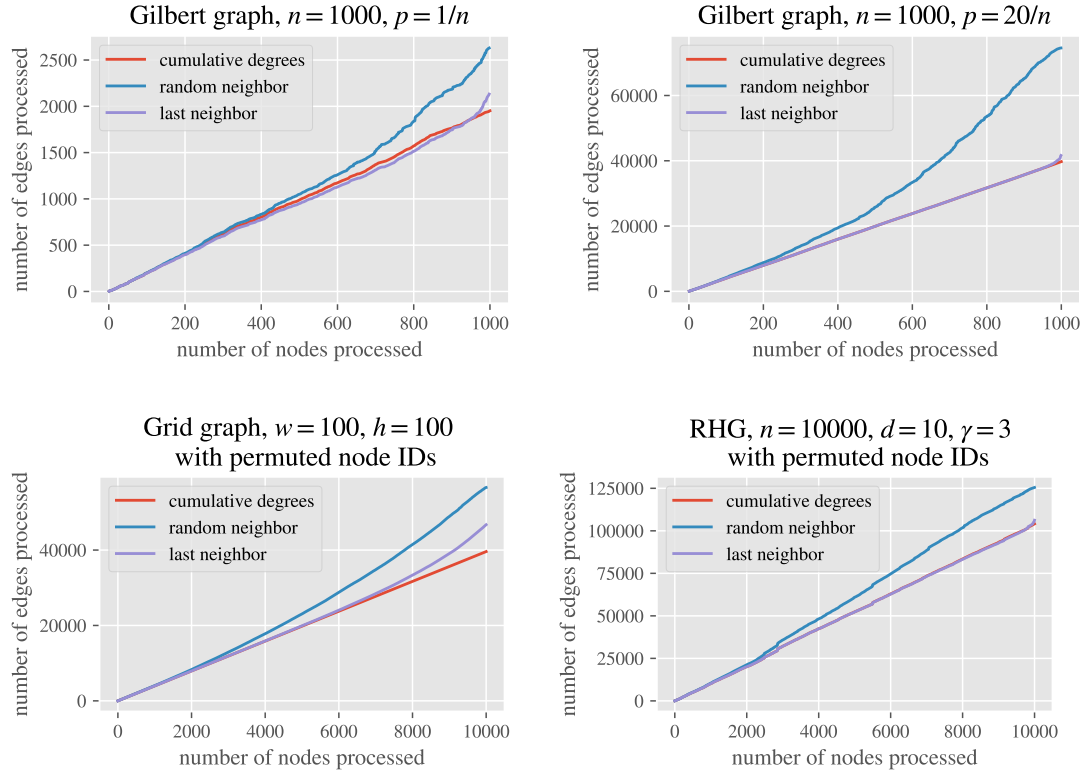 Gilbert graph, n = 1000, p = 1/n
number of edges processed
2500
2000
1500
1000
500
0
cumulative degrees
random neighbor
last neighbor
0 200 400 600 800 1000
number of nodes processed
Gilbert graph, n = 1000, p = 20/n
number of edges processed
60000
40000
20000
0
cumulative degrees
random neighbor
last neighbor
0 200 400 600 800 1000
number of nodes processed
Grid graph, w = 100, h = 100
with permuted node IDs
number of edges processed
40000
20000
0
cumulative degrees
random neighbor
last neighbor
0 2000 4000 6000 8000 10000
number of nodes processed
RHG, n = 10000, d = 10, γ = 3
with permuted node IDs
number of edges processed
125000
100000
75000
50000
25000
0
cumulative degrees
random neighbor
last neighbor
0 2000 4000 6000 8000 10000
number of nodes processed